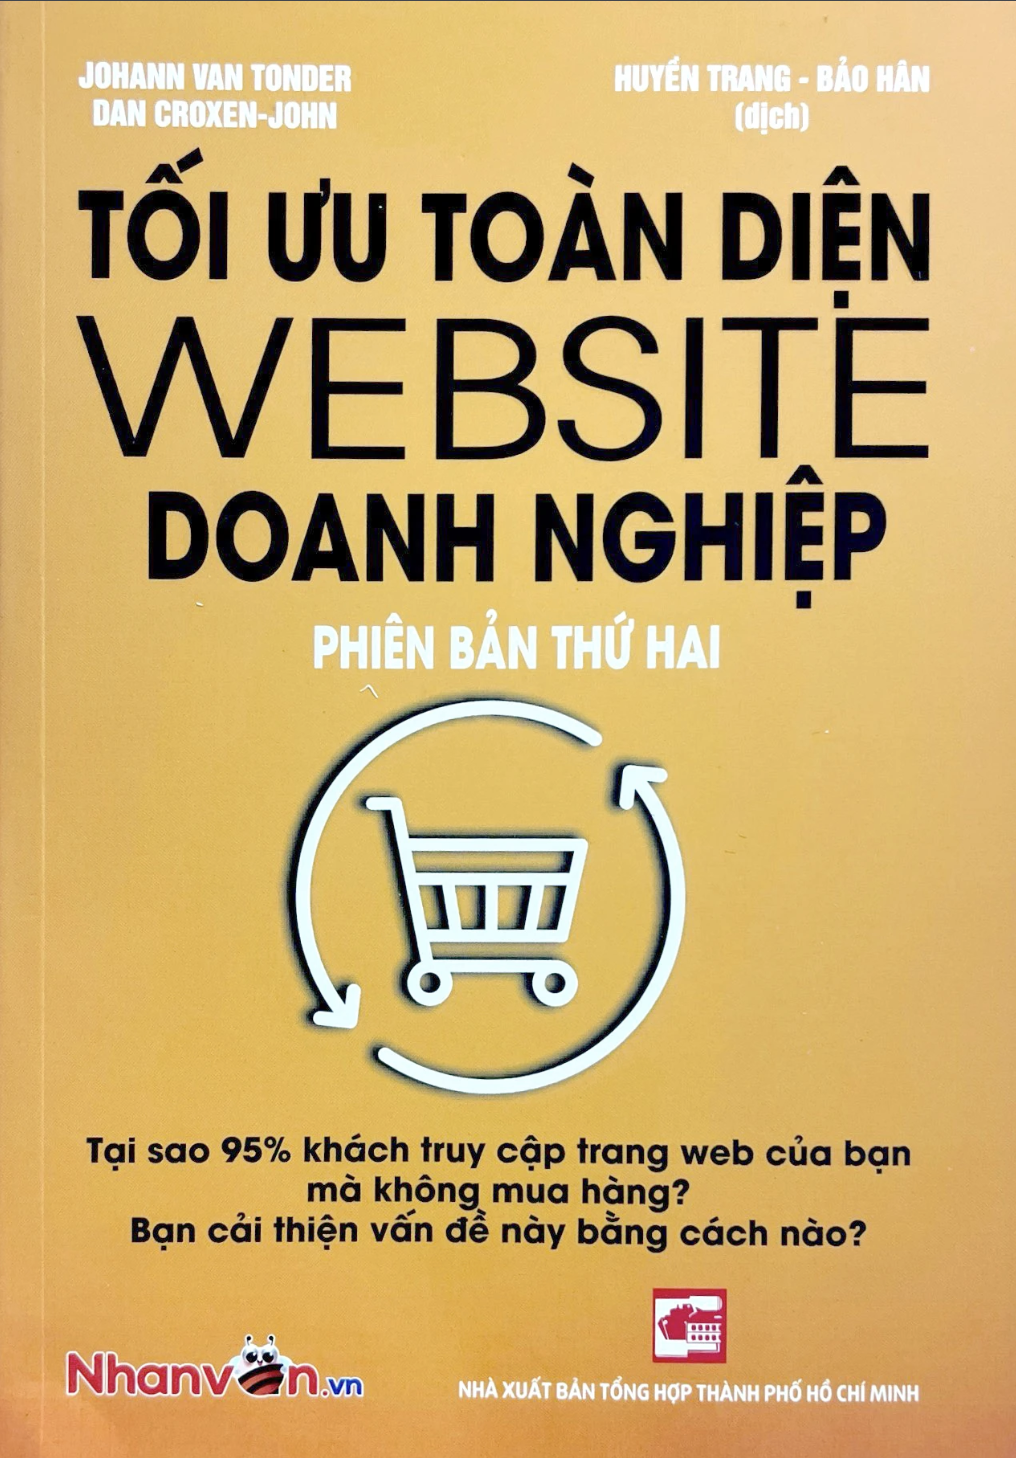 JOHANN VAN TONDER
DAN CROXEN-JOHN
HUYỀN TRANG - BẢO HÂN
(dịch)
TỐI ƯU TOÀN DIỆN
WEBSITE
DOANH NGHIỆP
PHIÊN BẢN THỨ HAI
Tại sao 95% khách truy cập trang web của bạn
mà không mua hàng?
Bạn cải thiện vấn đề này bằng cách nào?
Nhanvăn.vn
NHÀ XUẤT BẢN TỔNG HỢP THÀNH PHỐ HỒ CHÍ MINH